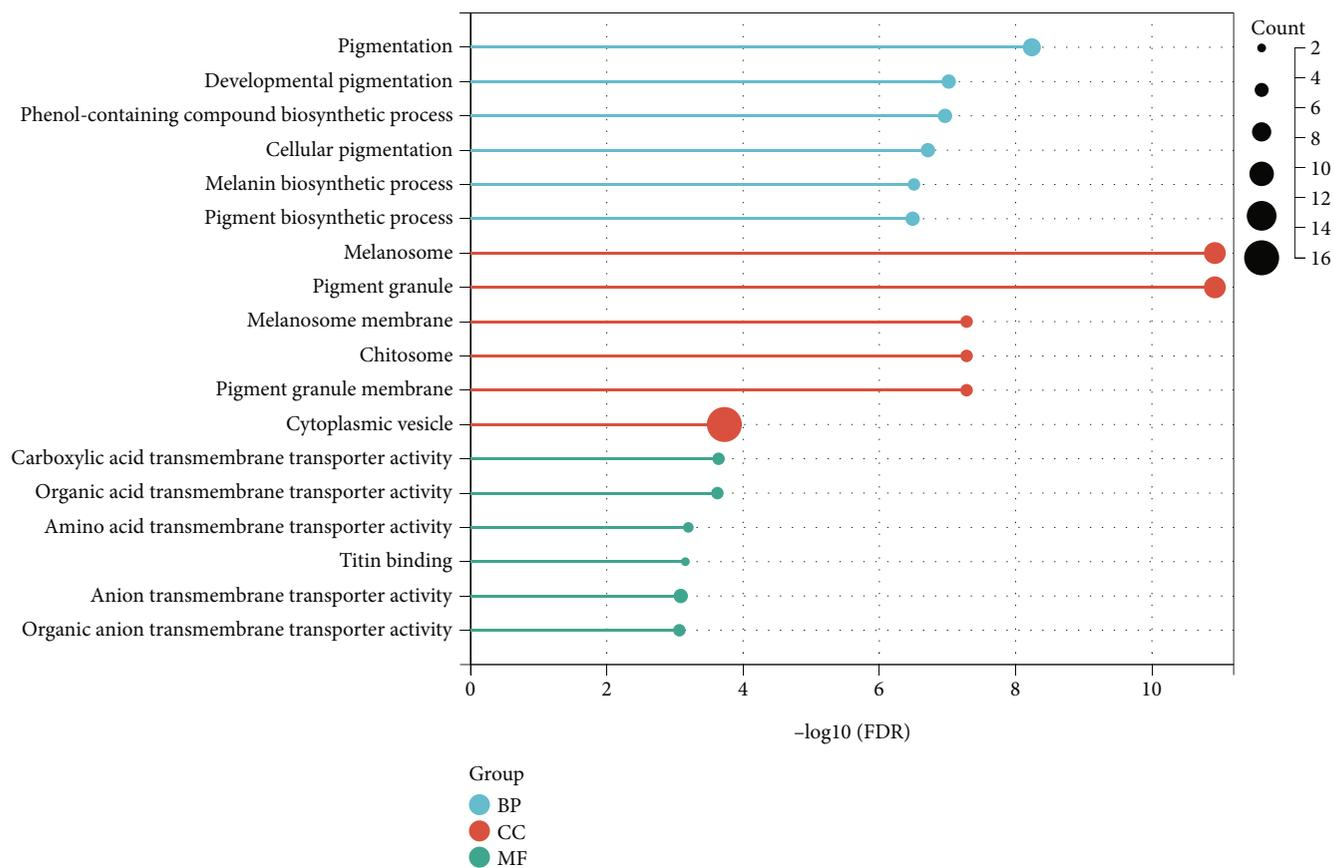 Pigmentation
Developmental pigmentation
Phenol-containing compound biosynthetic process
Cellular pigmentation
Melanin biosynthetic process
Pigment biosynthetic process
Melanosome
Pigment granule
Melanosome membrane
Chitosome
Pigment granule membrane
Cytoplasmic vesicle
Carboxylic acid transmembrane transporter activity
Organic acid transmembrane transporter activity
Amino acid transmembrane transporter activity
Titin binding
Anion transmembrane transporter activity
Organic anion transmembrane transporter activity
0 2 4 6 8 10
–log10 (FDR)
Count
2
4
6
8
10
12
14
16
Group
BP
CC
MF